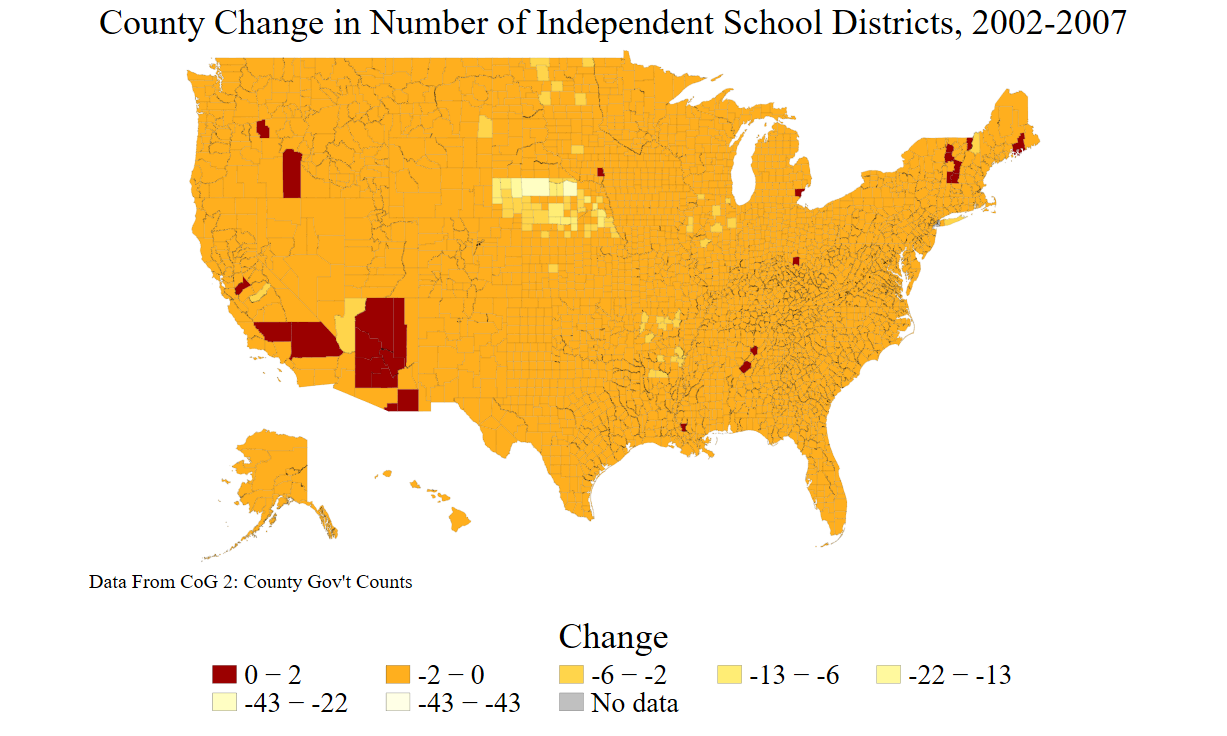 County Change in Number of Independent School Districts, 2002-2007
Data From CoG 2: County Gov't Counts
Change
0 − 2 -2 − 0 -6 − -2 -13 − -6 -22 − -13
-43 − -22 -43 − -43 No data